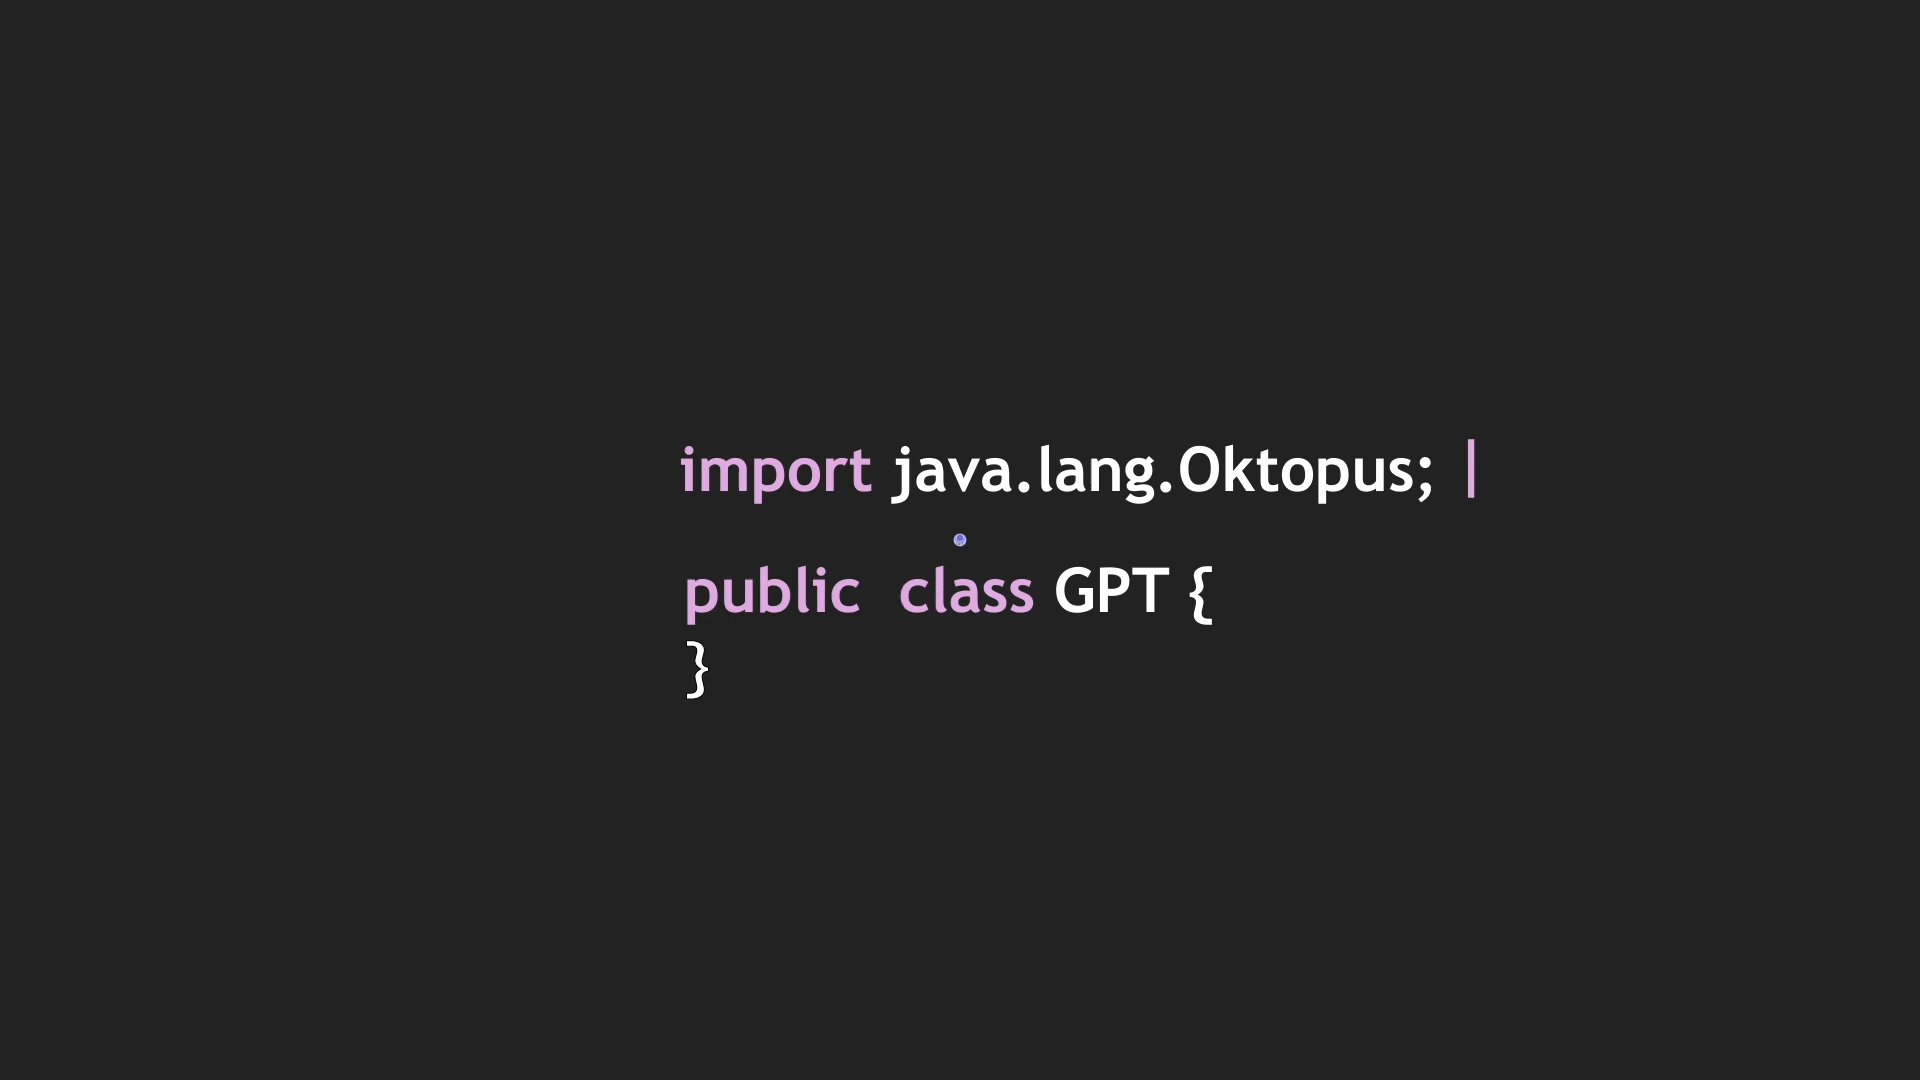 import java.lang.Oktopus; |
public class GPT {
}